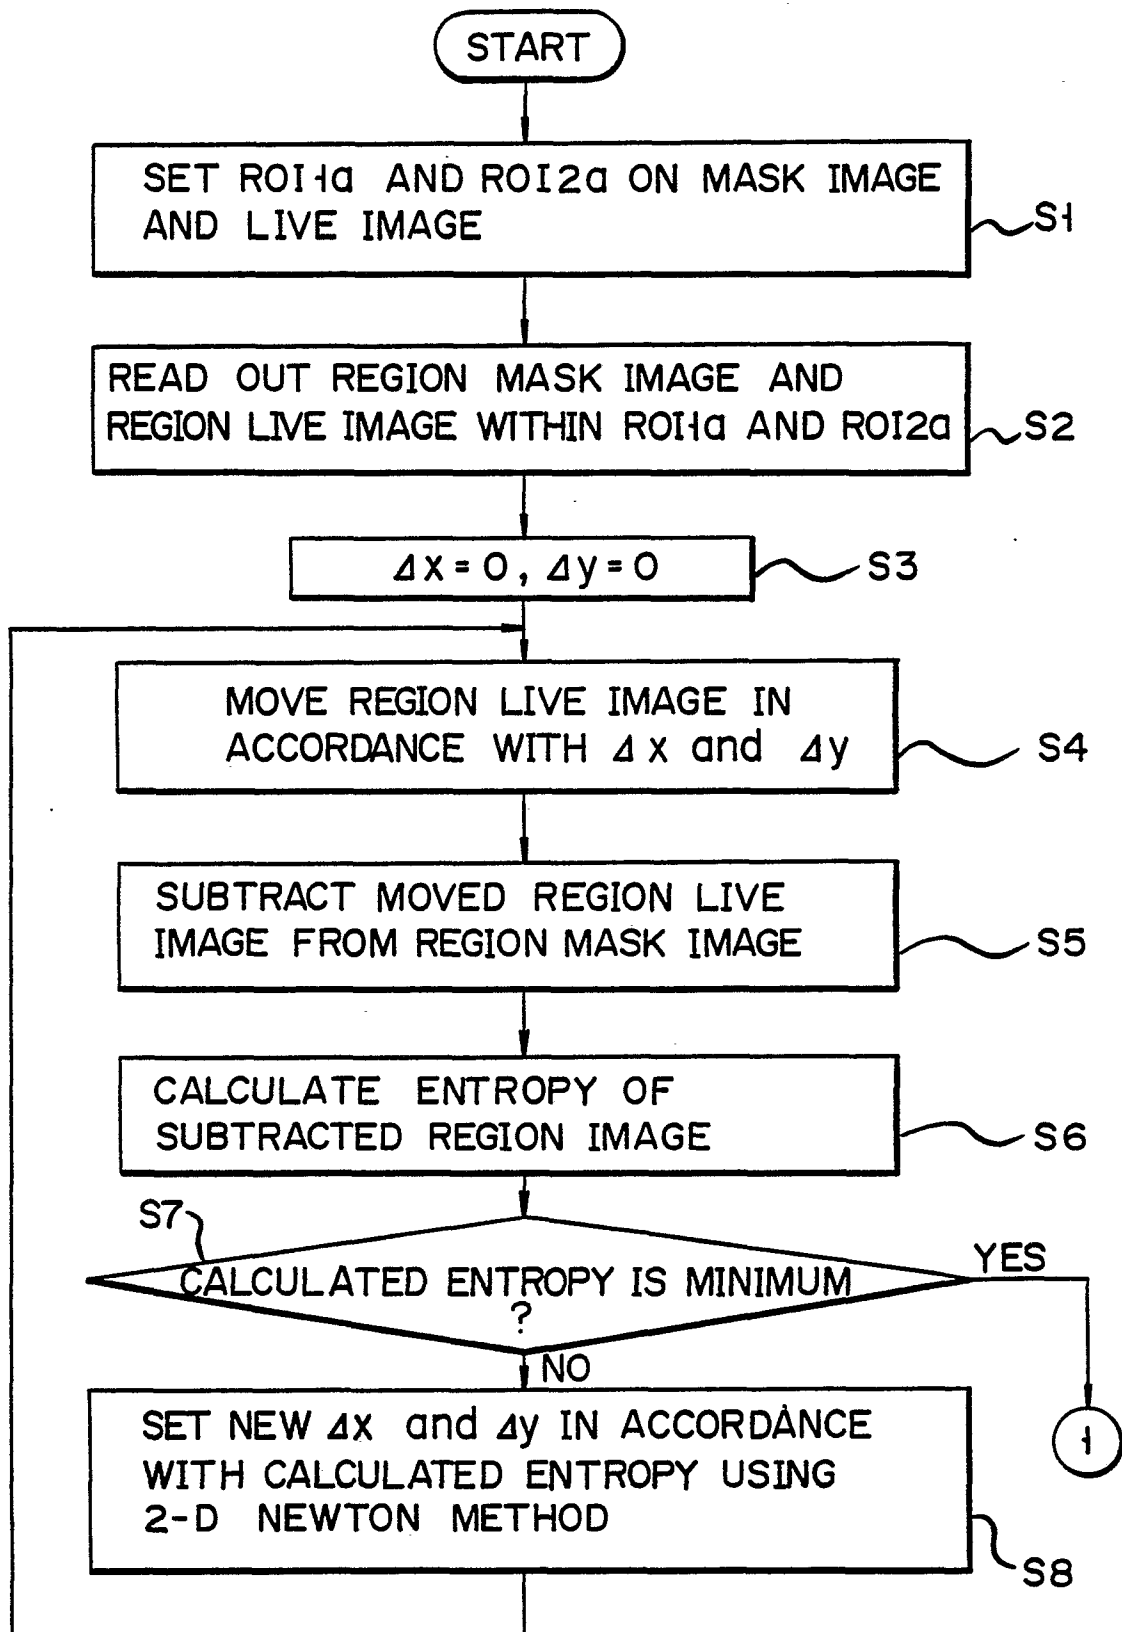 START
SET ROI1a AND ROI2a ON MASK IMAGE
AND LIVE IMAGE
S1
READ OUT REGION MASK IMAGE AND
REGION LIVE IMAGE WITHIN ROI1a AND ROI2a
S2
Δx=0, Δy=0
S3
MOVE REGION LIVE IMAGE IN
ACCORDANCE WITH Δx and Δy
S4
SUBTRACT MOVED REGION LIVE
IMAGE FROM REGION MASK IMAGE
S5
CALCULATE ENTROPY OF
SUBTRACTED REGION IMAGE
S6
S7
CALCULATED ENTROPY IS MINIMUM
?
YES
NO
SET NEW Δx and Δy IN ACCORDANCE
WITH CALCULATED ENTROPY USING
2-D NEWTON METHOD
1
S8